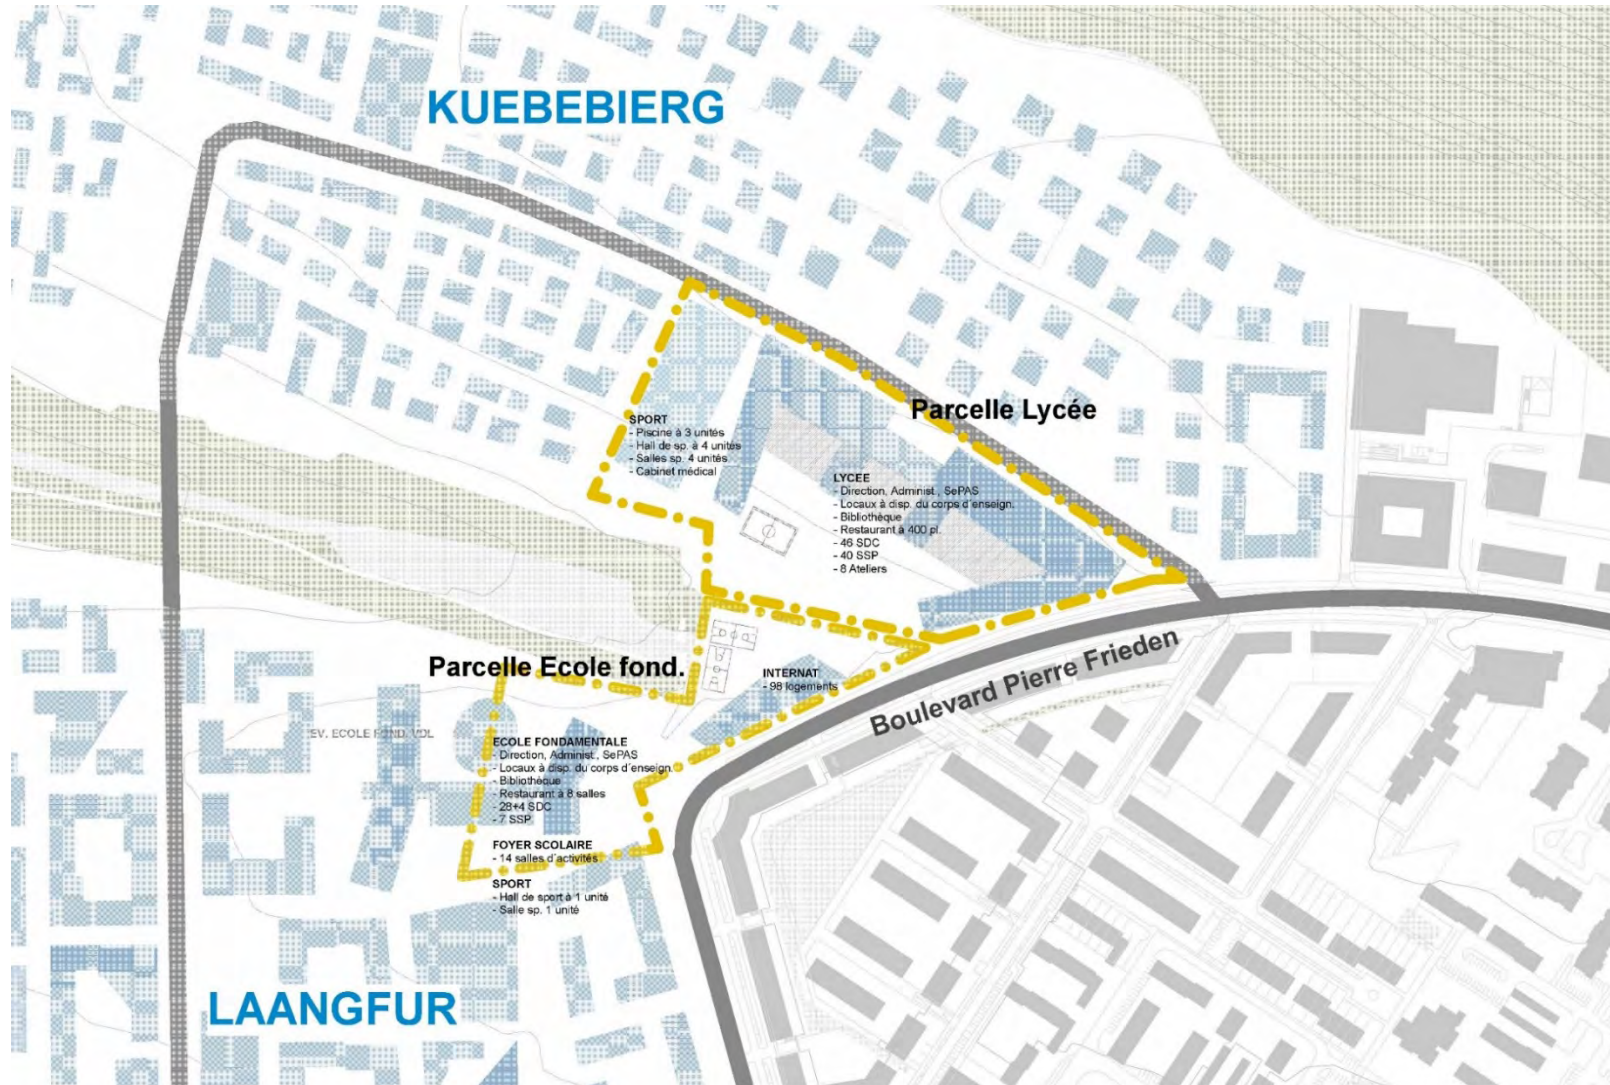 KUEBEBIERG
Parcelle Lycée
SPORT
- Piscine à 3 unités
- Hall de sp. à 4 unités
- Salles sp. 4 unités
- Cabinet médical
LYCEE
- Direction, Administ., SePAS
- Locaux à disp. du corps d'enseign.
- Bibliothèque
- Restaurant à 400 pl.
- 46 SDC
- 40 SSP
- 8 Ateliers
Parcelle Ecole fond.
INTERNAT
- 98 logements
Boulevard Pierre Frieden
EV. ECOLE FOND. VDL
ECOLE FONDAMENTALE
- Direction, Administ., SePAS
- Locaux à disp. du corps d'enseign.
- Bibliothèque
- Restaurant à 8 salles
- 28+4 SDC
- 7 SSP
FOYER SCOLAIRE
- 14 salles d'activités
SPORT
- Hall de sport à 1 unité
- Salle sp. 1 unité
LAANGFUR